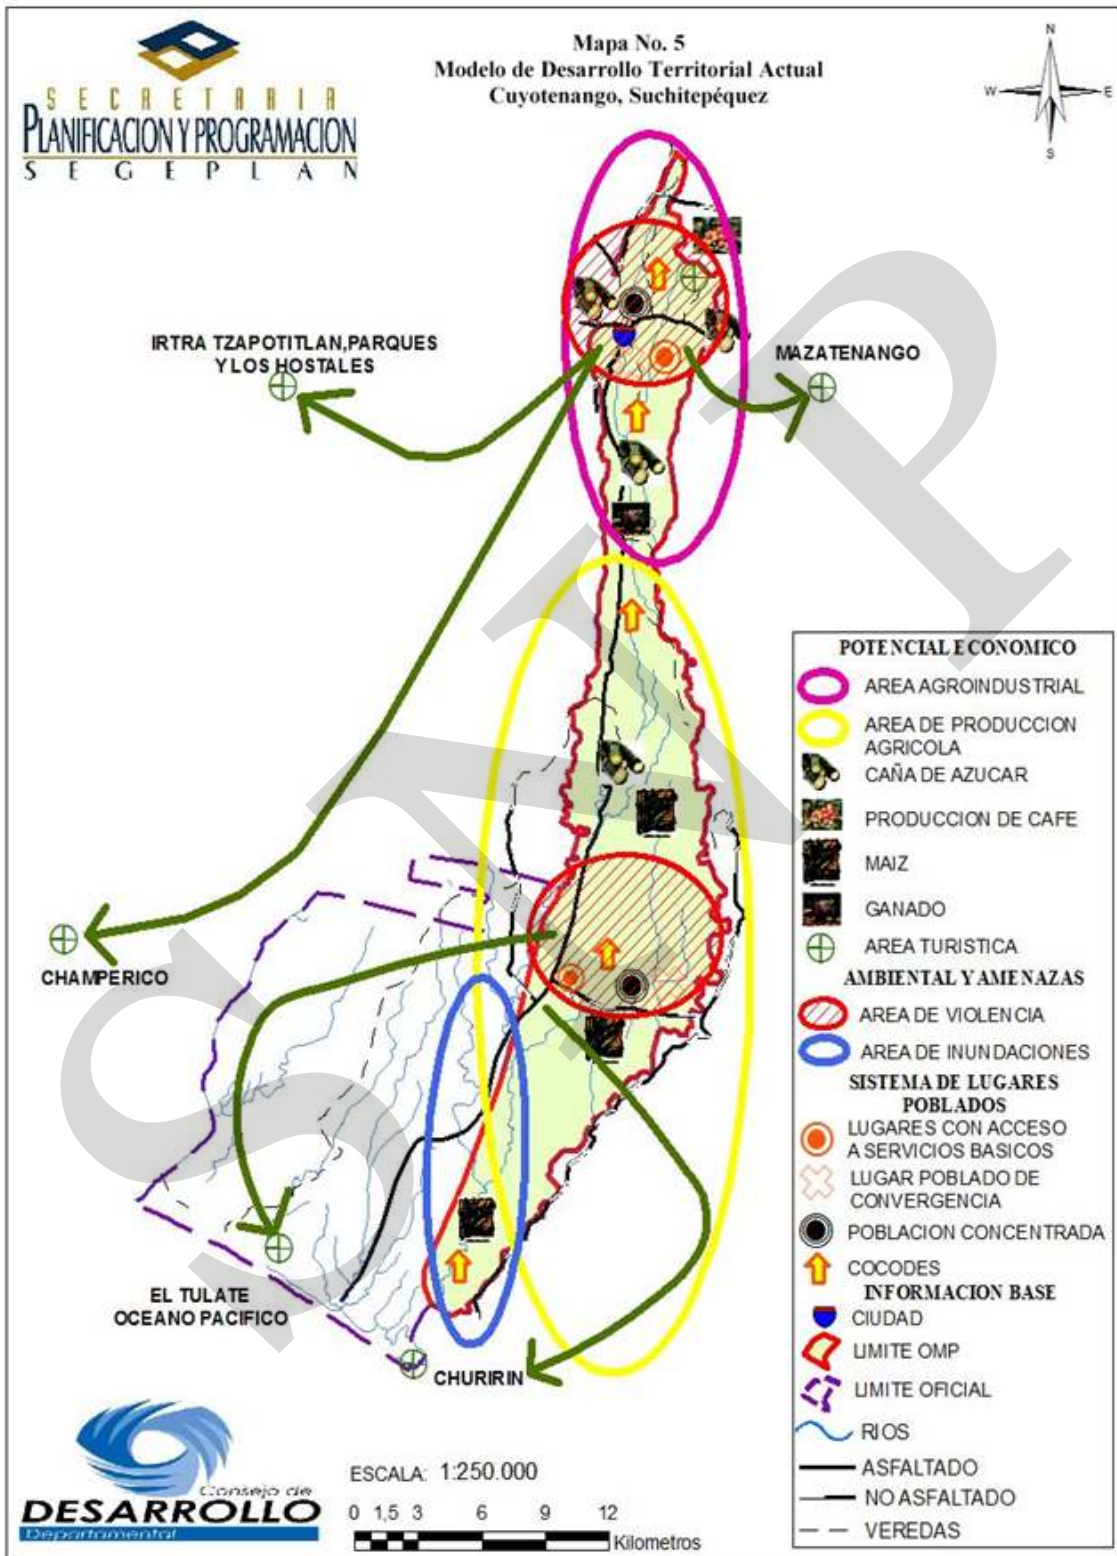 SECRETARIA
PLANIFICACION Y PROGRAMACION
SEGEPLAN
Mapa No. 5
Modelo de Desarrollo Territorial Actual
Cuyotenango, Suchitepéquez
N
W
E
S
IRTRA TZAPOTITLAN,PARQUES
Y LOS HOSTALES
MAZATENANGO
CHAMPERICO
EL TULATE
OCEANO PACIFICO
CHURIRIN
SAIP
POTENCIAL ECONOMICO
AREA AGROINDUSTRIAL
AREA DE PRODUCCION
AGRICOLA
CAÑA DE AZUCAR
PRODUCCION DE CAFE
MAIZ
GANADO
AREA TURISTICA
AMBIENTAL Y AMENAZAS
AREA DE VIOLENCIA
AREA DE INUNDACIONES
SISTEMA DE LUGARES
POBLADOS
LUGARES CON ACCESO
A SERVICIOS BASICOS
LUGAR POBLADO DE
CONVERGENCIA
POBLACION CONCENTRADA
COCODES
INFORMACION BASE
CIUDAD
LIMITE OMP
LIMITE OFICIAL
RIOS
ASFALTADO
NO ASFALTADO
VEREDAS
Consejo de
DESARROLLO
Departamental
ESCALA: 1:250.000
0 1,5 3 6 9 12
Kilometros